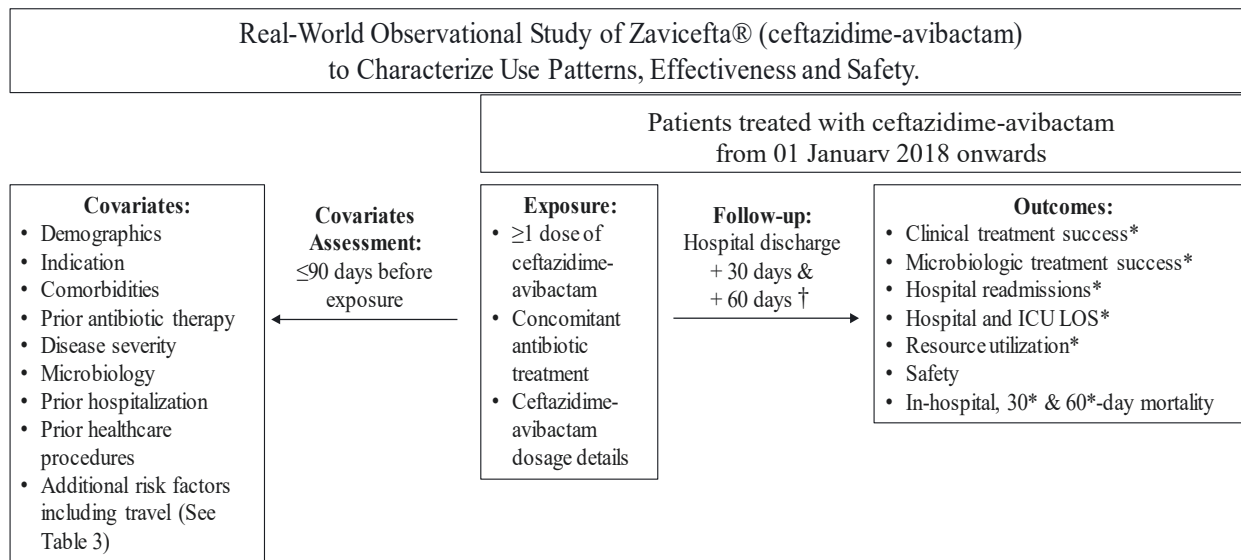 Real-World Observational Study of Zavicefta® (ceftazidime-avibactam)
to Characterize Use Patterns, Effectiveness and Safety.
Patients treated with ceftazidime-avibactam
from 01 January 2018 onwards
Covariates:
• Demographics
• Indication
• Comorbidities
• Prior antibiotic therapy
• Disease severity
• Microbiology
• Prior hospitalization
• Prior healthcare
procedures
• Additional risk factors
including travel (See
Table 3)
Covariates
Assessment:
≤90 days before
exposure
Exposure:
• ≥1 dose of
ceftazidime-
avibactam
• Concomitant
antibiotic
treatment
• Ceftazidime-
avibactam
dosage details
Follow-up:
Hospital discharge
+ 30 days &
+ 60 days †
Outcomes:
• Clinical treatment success*
• Microbiologic treatment success*
• Hospital readmissions*
• Hospital and ICU LOS*
• Resource utilization*
• Safety
• In-hospital, 30* & 60*-day mortality